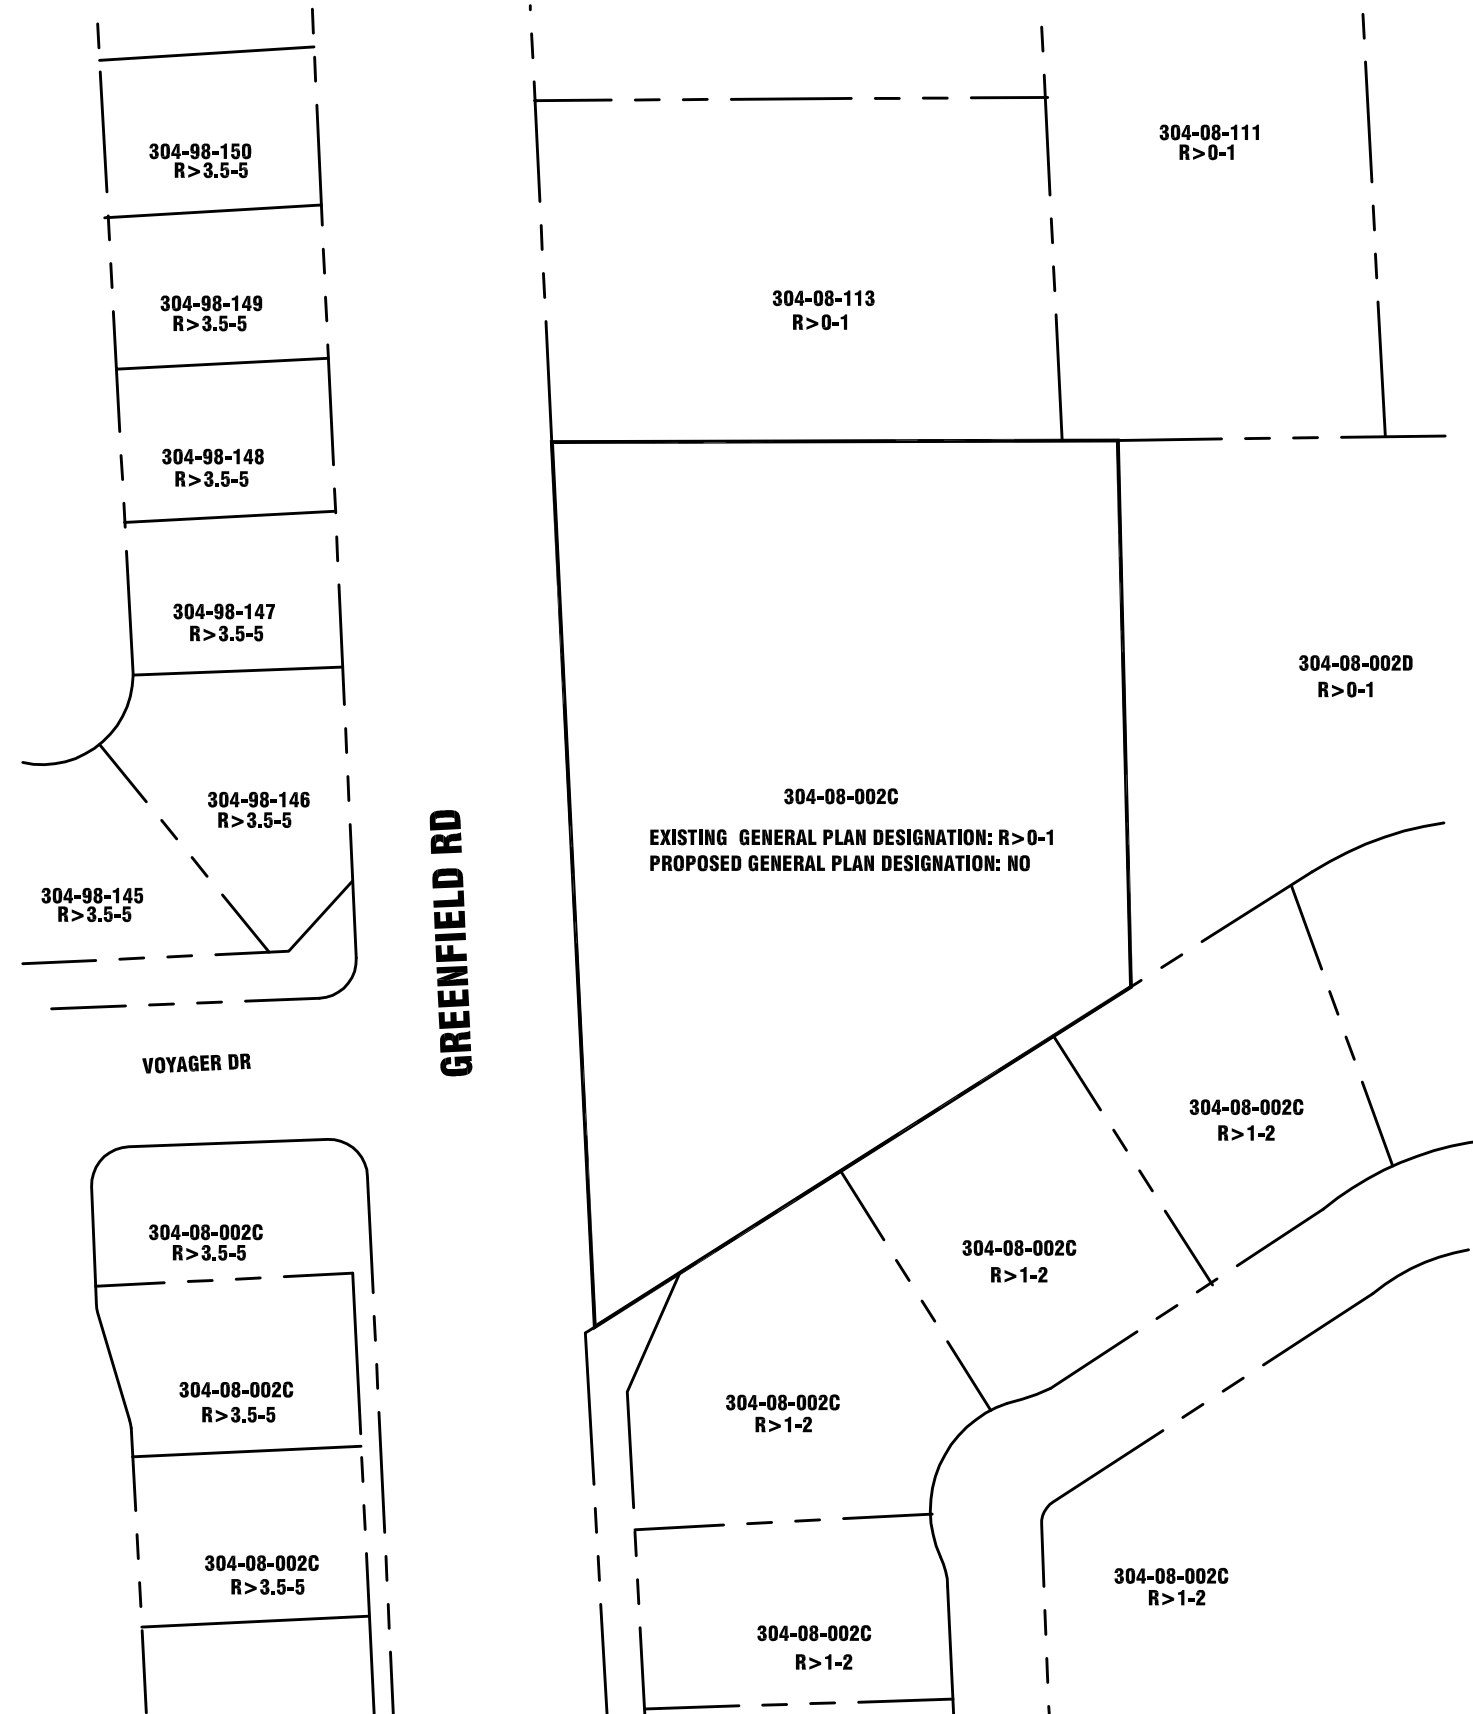 304-98-150
R>3.5-5
304-08-111
R>0-1
304-98-149
R>3.5-5
304-08-113
R>0-1
304-98-148
R>3.5-5
304-98-147
R>3.5-5
304-08-002D
R>0-1
304-98-146
R>3.5-5
304-08-002C
EXISTING GENERAL PLAN DESIGNATION: R>0-1
PROPOSED GENERAL PLAN DESIGNATION: NO
304-98-145
R>3.5-5
GREENFIELD RD
VOYAGER DR
304-08-002C
R>1-2
304-08-002C
R>3.5-5
304-08-002C
R>1-2
304-08-002C
R>3.5-5
304-08-002C
R>1-2
304-08-002C
R>3.5-5
304-08-002C
R>1-2
304-08-002C
R>1-2